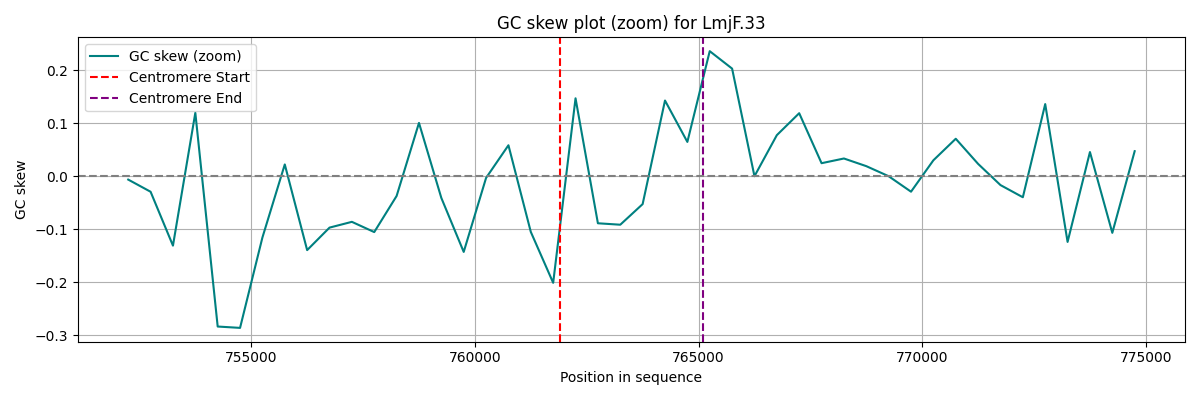 GC skew plot (zoom) for LmjF.33
GC skew (zoom)
Centromere Start
Centromere End
GC skew
0.2
0.1
0.0
−0.1
−0.2
−0.3
755000
760000
765000
770000
775000
Position in sequence